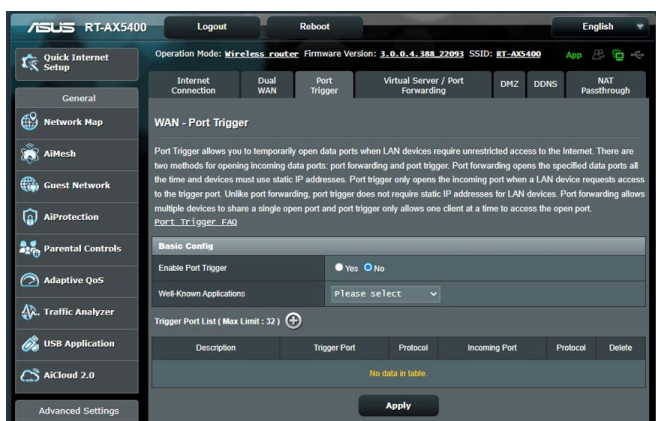 ASUS RT-AX5400 Logout Reboot English
Quick Internet Setup
Operation Mode: Wireless router Firmware Version: 3.0.0.4.388_22093 SSID: RT-AX5400 App
General
Network Map
AiMesh
Guest Network
AiProtection
Parental Controls
Adaptive QoS
Traffic Analyzer
USB Application
AiCloud 2.0
Advanced Settings
Internet Connection Dual WAN Port Trigger Virtual Server / Port Forwarding DMZ DDNS NAT Passthrough
WAN - Port Trigger
Port Trigger allows you to temporarily open data ports when LAN devices require unrestricted access to the Internet. There are
two methods for opening incoming data ports: port forwarding and port trigger. Port forwarding opens the specified data ports all
the time and devices must use static IP addresses. Port trigger only opens the incoming port when a LAN device requests access
to the trigger port. Unlike port forwarding, port trigger does not require static IP addresses for LAN devices. Port forwarding allows
multiple devices to share a single open port and port trigger only allows one client at a time to access the open port.
Port Trigger FAQ
Basic Config
Enable Port Trigger Yes No
Well-Known Applications Please select
Trigger Port List ( Max Limit : 32 )
Description Trigger Port Protocol Incoming Port Protocol Delete
No data in table.
Apply